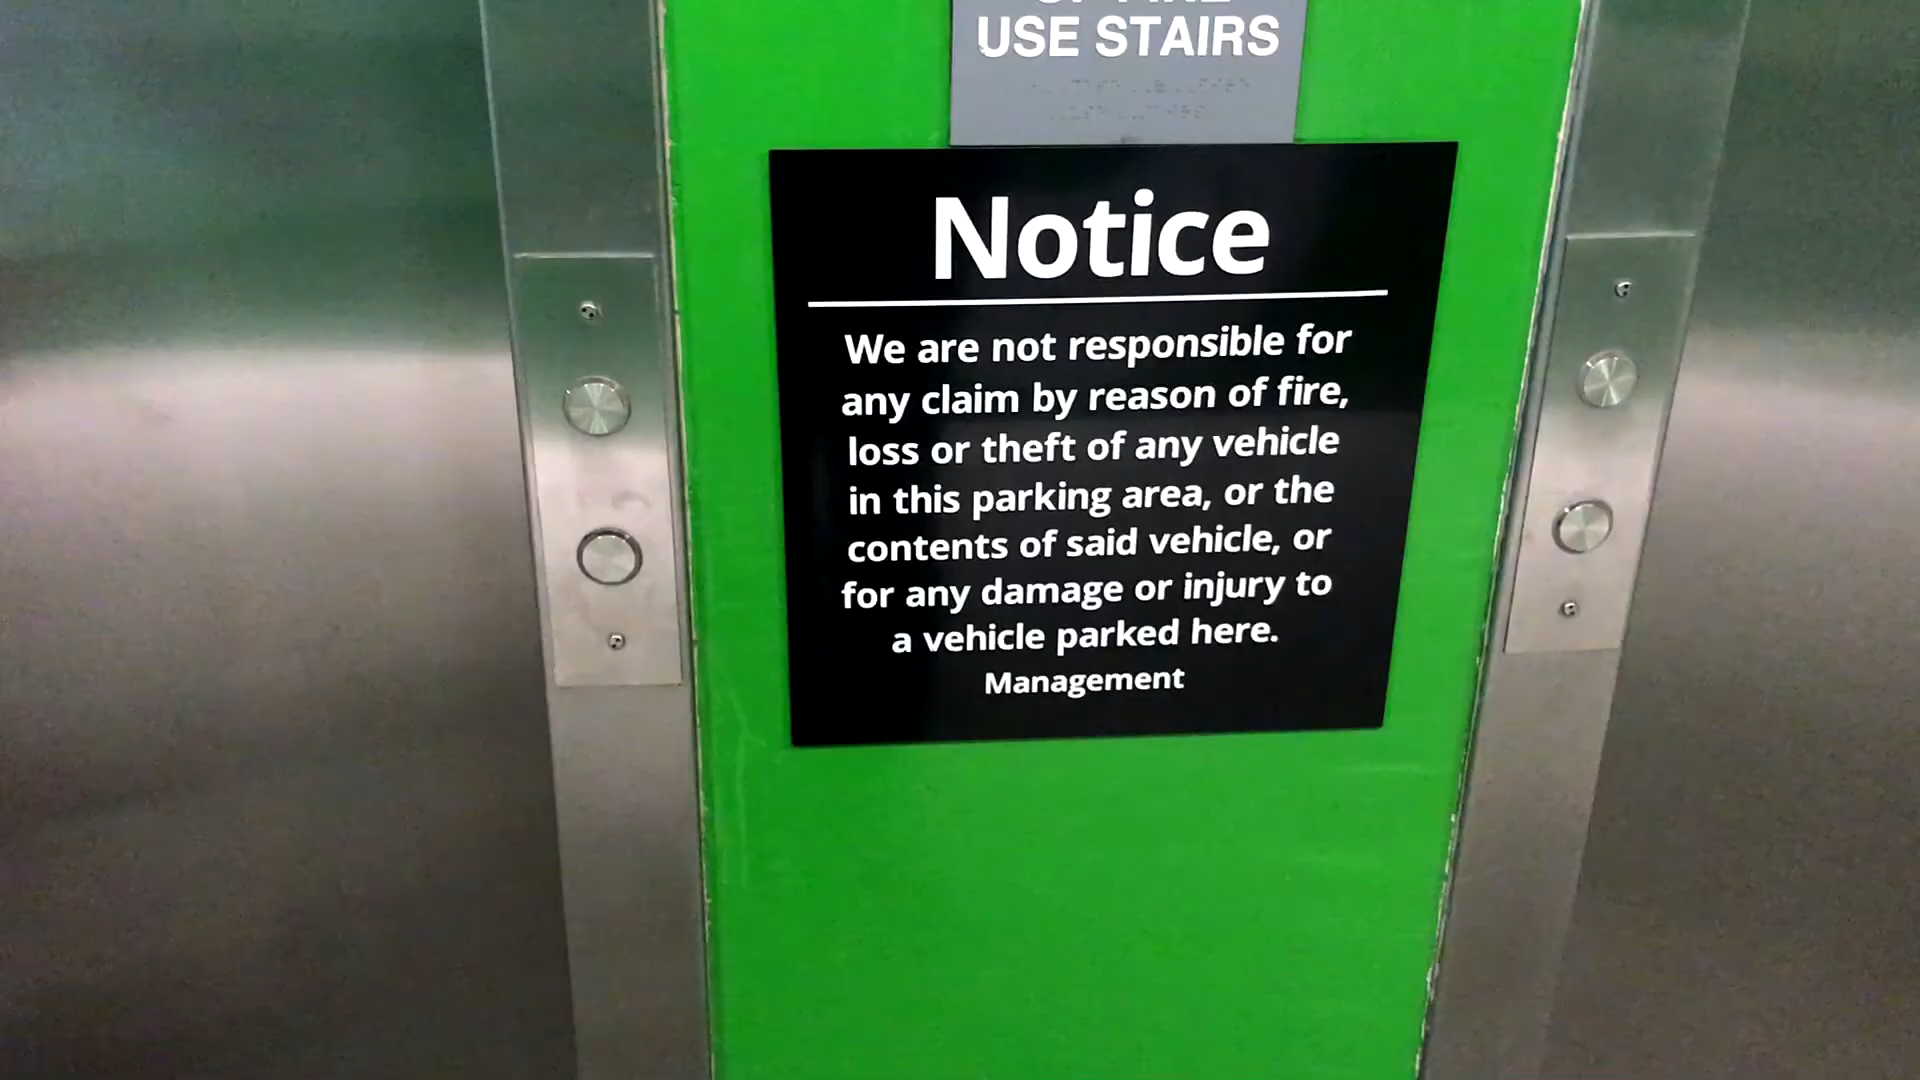 USE STAIRS
Notice
We are not responsible for
any claim by reason of fire,
loss or theft of any vehicle
in this parking area, or the
contents of said vehicle, or
for any damage or injury to
a vehicle parked here.
Management